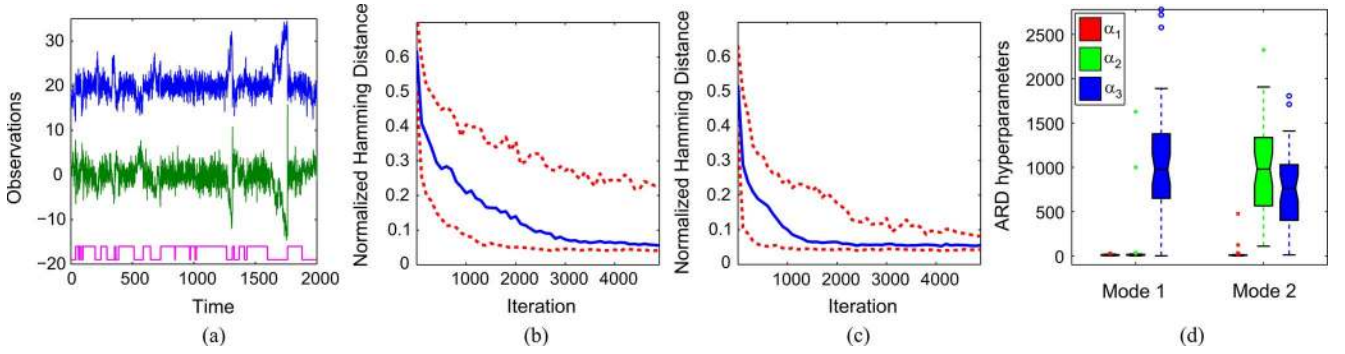 Observations
30
20
10
0
−10
−20
0
500
1000
1500
2000
Time
(a)
Normalized Hamming Distance
0.6
0.5
0.4
0.3
0.2
0.1
0
1000
2000
3000
4000
Iteration
(b)
Normalized Hamming Distance
0.7
0.6
0.5
0.4
0.3
0.2
0.1
0
1000
2000
3000
4000
Iteration
(c)
ARD hyperparameters
2500
2000
1500
1000
500
0
α1
α2
α3
Mode 1
Mode 2
(d)